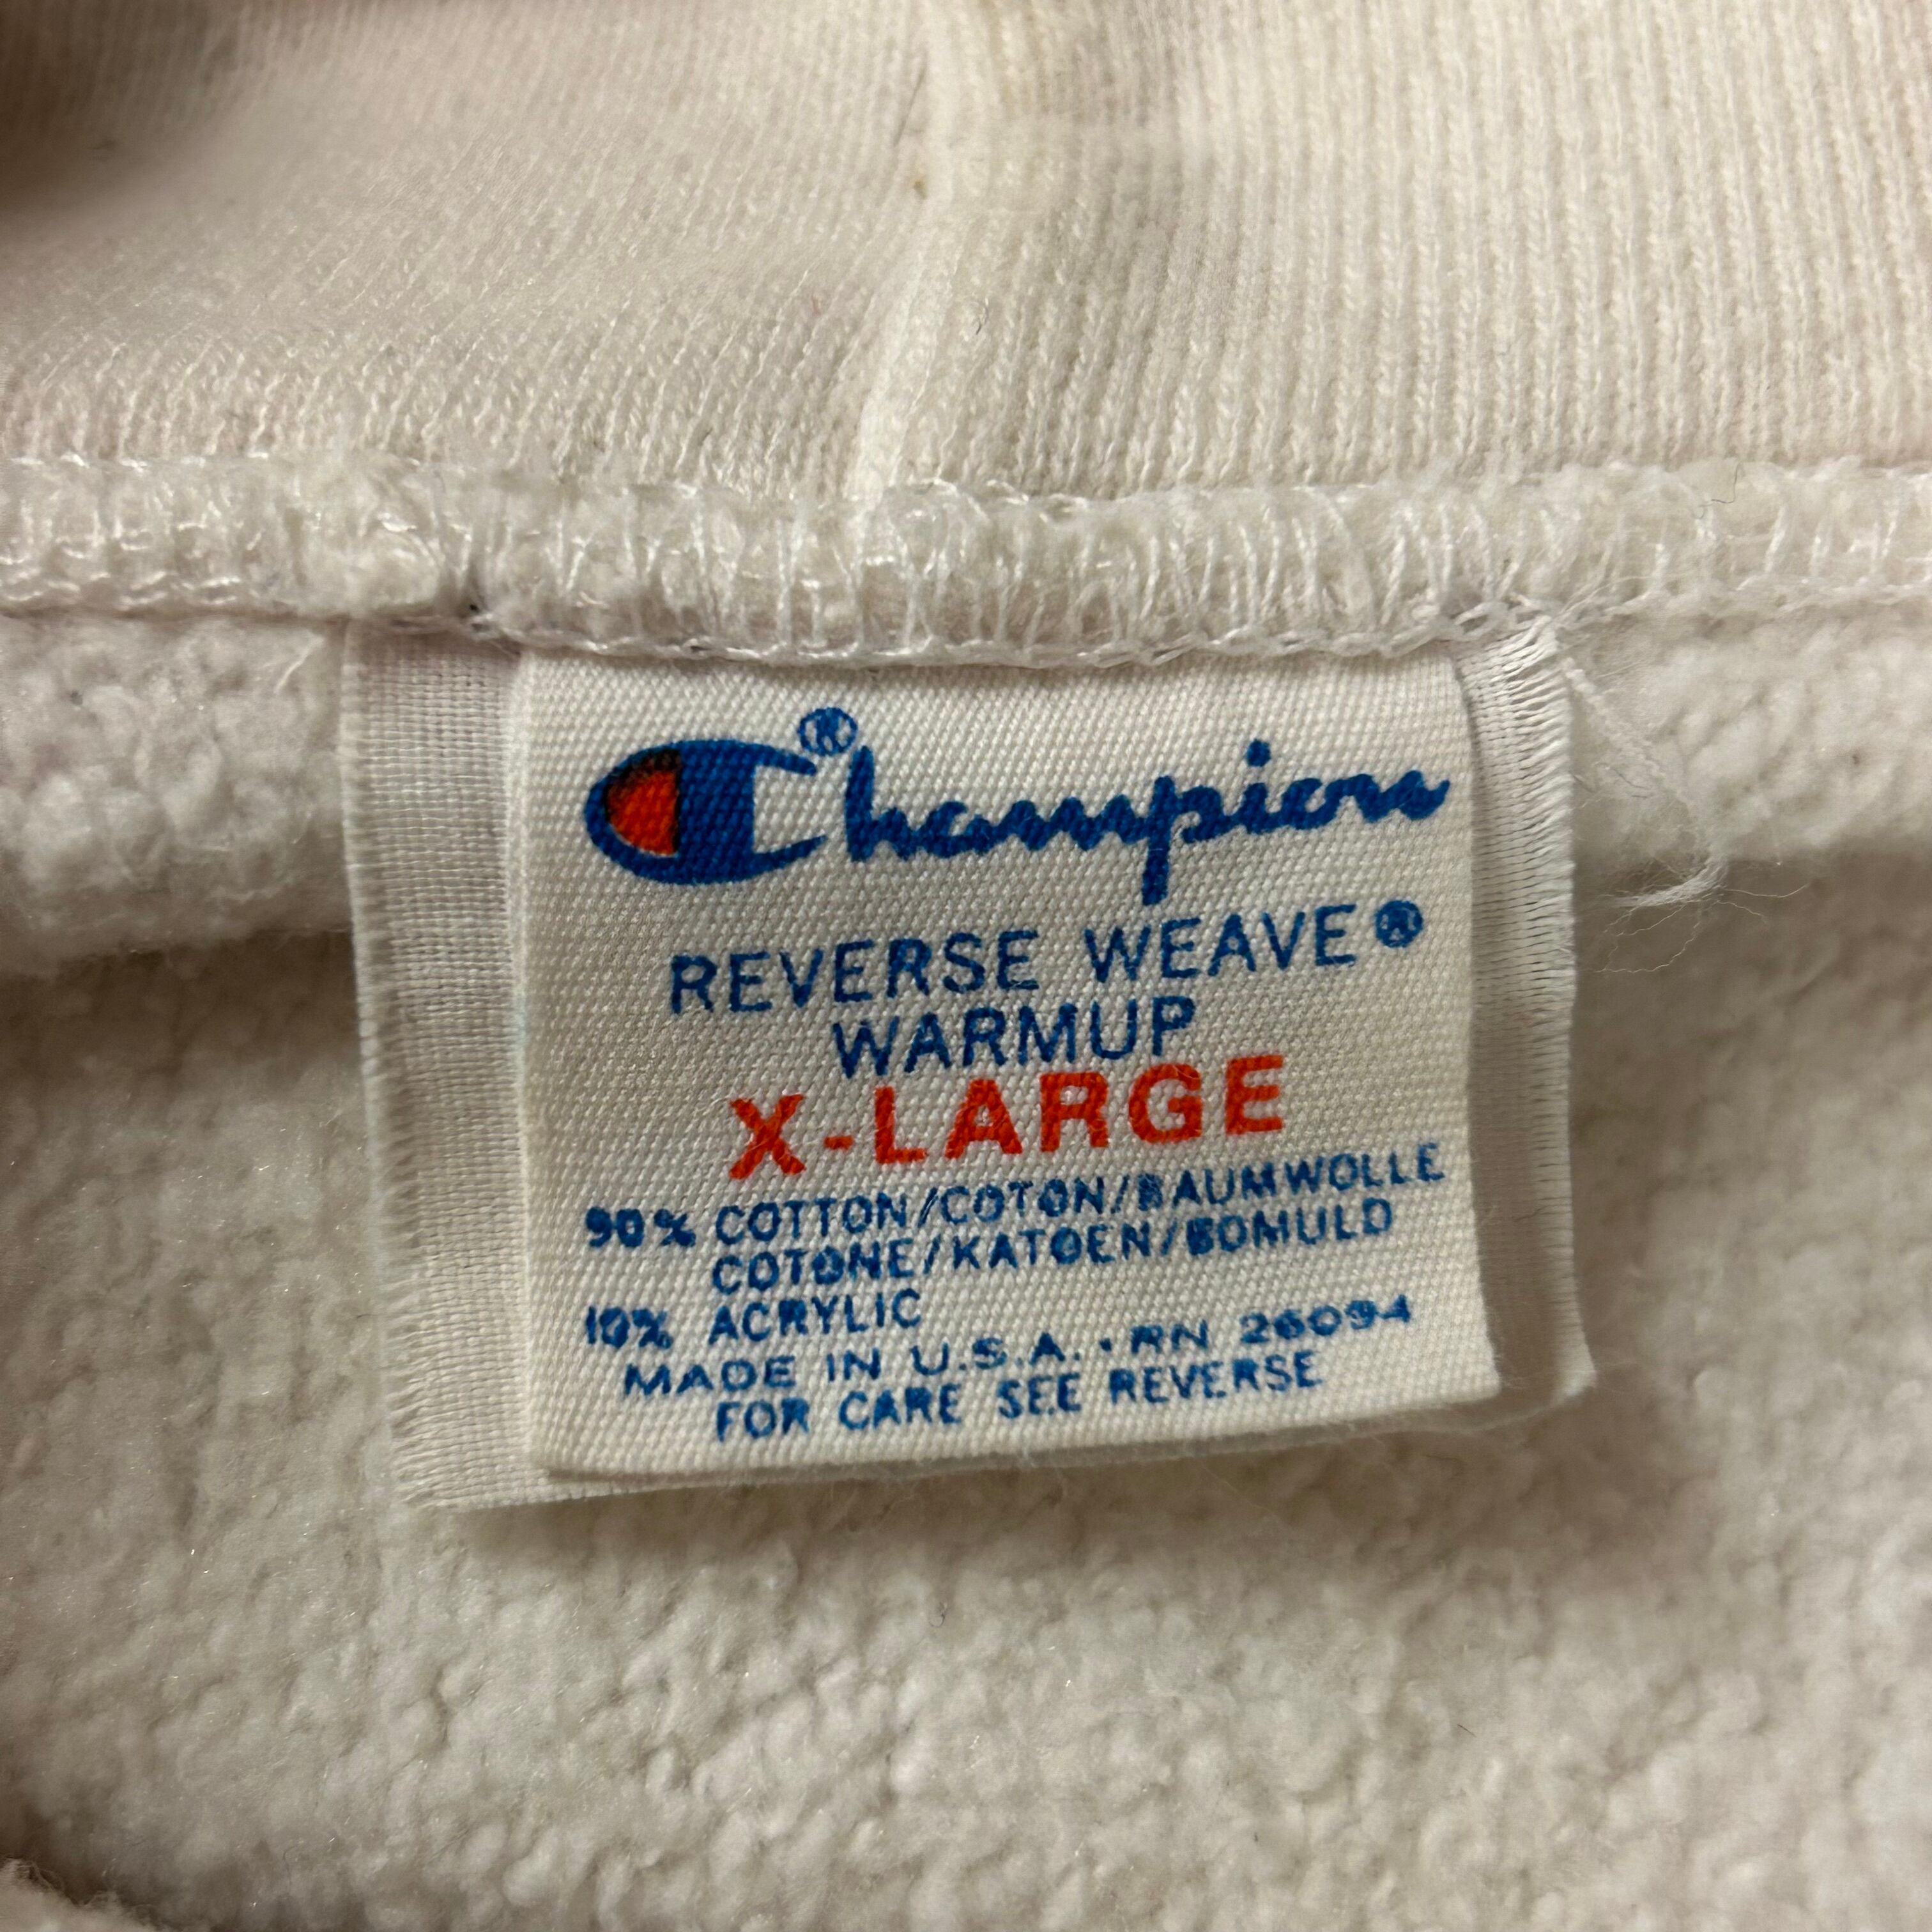 Champion®
REVERSE WEAVE®
WARMUP
X-LARGE
90% COTTON/COTON/BAUMWOLLE
COTONE/KATOEN/BOMULD
10% ACRYLIC
MADE IN U.S.A. · RN 26094
FOR CARE SEE REVERSE